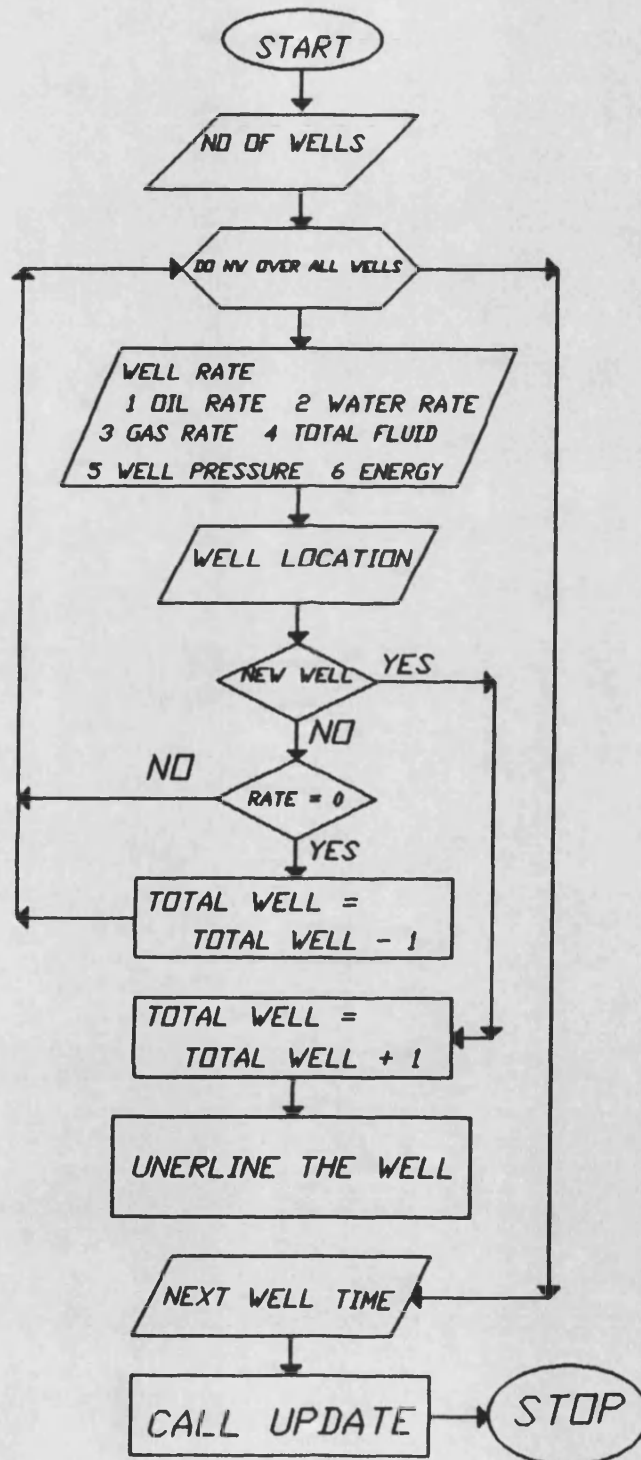 START
NO OF WELLS
DO NW OVER ALL WELLS
WELL RATE
1 OIL RATE 2 WATER RATE
3 GAS RATE 4 TOTAL FLUID
5 WELL PRESSURE 6 ENERGY
WELL LOCATION
NEW WELL YES
NO
NO
RATE = 0
YES
TOTAL WELL =
TOTAL WELL - 1
TOTAL WELL =
TOTAL WELL + 1
UNERLINE THE WELL
NEXT WELL TIME
CALL UPDATE
STOP